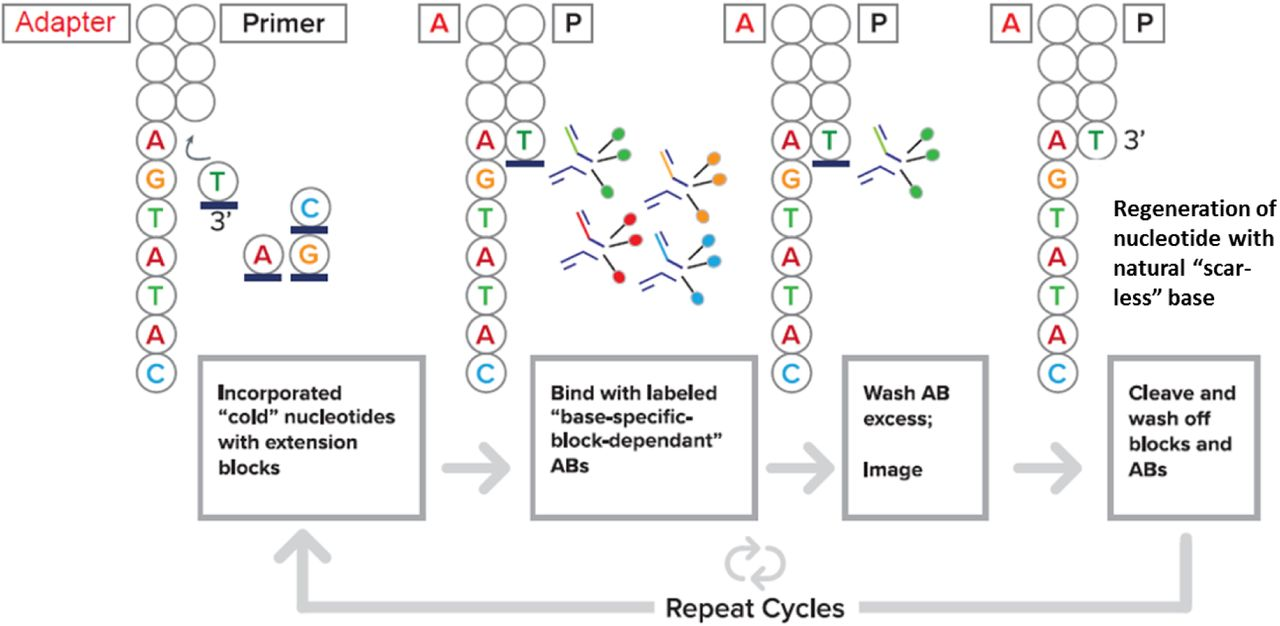 Adapter
Primer
A
P
A
P
A
P
A
G
T
A
T
A
C
T
3’
C
A
G
A
T
G
T
A
T
A
C
A
T
G
T
A
T
A
C
A
T
3’
G
T
A
T
A
C
Regeneration of
nucleotide with
natural “scar-
less” base
Incorporated
“cold” nucleotides
with extension
blocks
Bind with labeled
“base-specific-
block-dependant”
ABs
Wash AB
excess;
Image
Cleave and
wash off
blocks and
ABs
Repeat Cycles